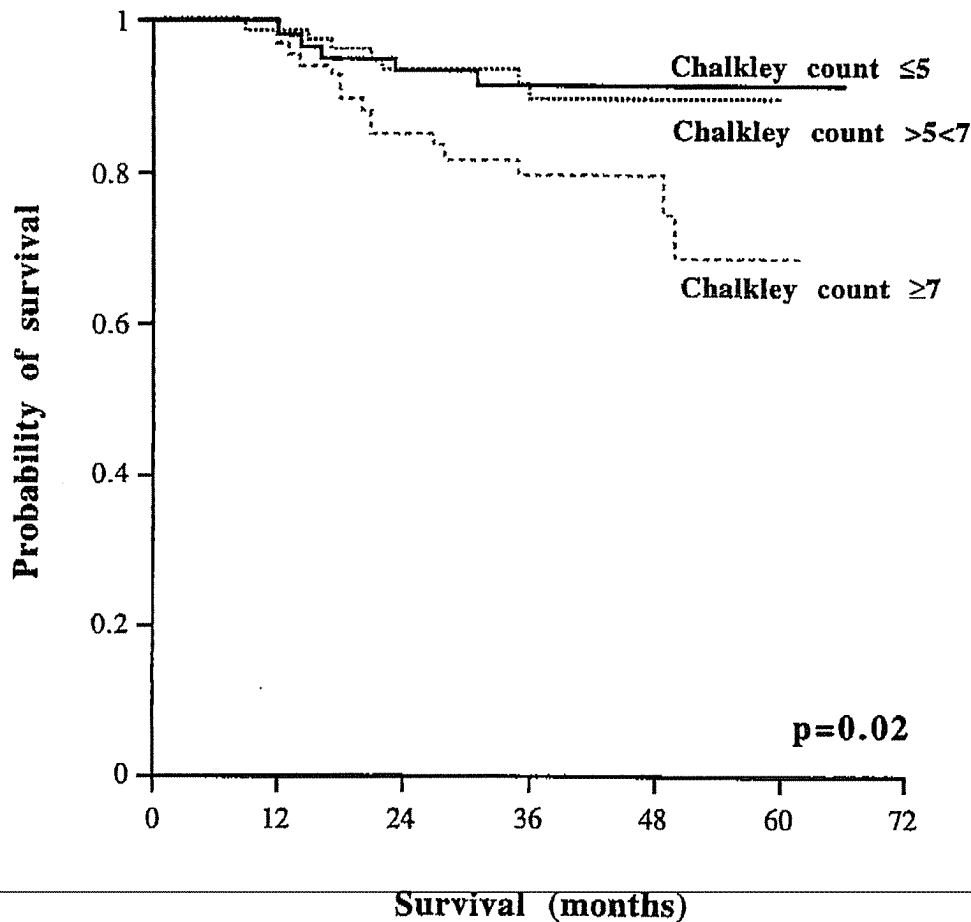 1
Chalkley count ≤5
Chalkley count >5<7
0.8
Chalkley count ≥7
0.6
0.4
0.2
0
p=0.02
0 12 24 36 48 60 72
Probability of survival
Survival (months)